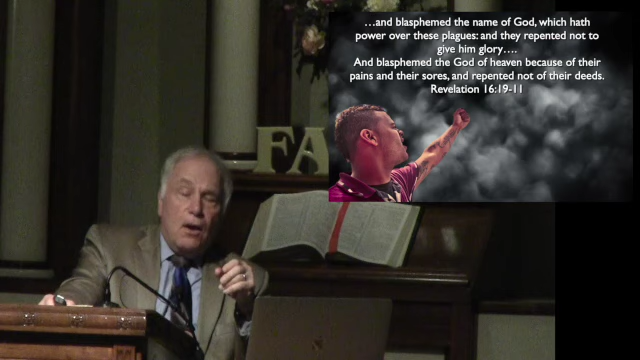 …and blasphemed the name of God, which hath
power over these plagues: and they repented not to
give him glory….
And blasphemed the God of heaven because of their
pains and their sores, and repented not of their deeds.
Revelation 16:19-11
FA